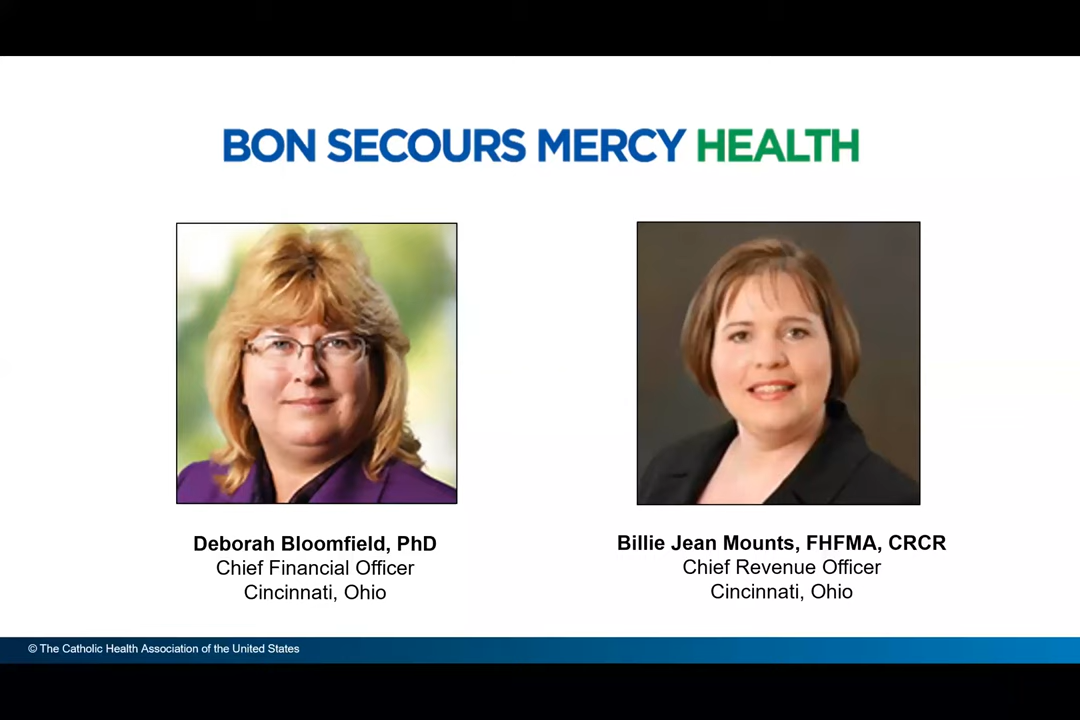 BON SECOURS MERCY HEALTH
Deborah Bloomfield, PhD
Chief Financial Officer
Cincinnati, Ohio
Billie Jean Mounts, FHFMA, CRCR
Chief Revenue Officer
Cincinnati, Ohio
© The Catholic Health Association of the United States